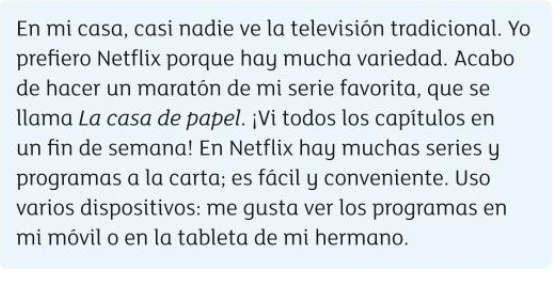 En mi casa, casi nadie ve la televisión tradicional. Yo
prefiero Netflix porque hay mucha variedad. Acabo
de hacer un maratón de mi serie favorita, que se
llama La casa de papel. ¡Vi todos los capítulos en
un fin de semana! En Netflix hay muchas series y
programas a la carta; es fácil y conveniente. Uso
varios dispositivos: me gusta ver los programas en
mi móvil o en la tableta de mi hermano.